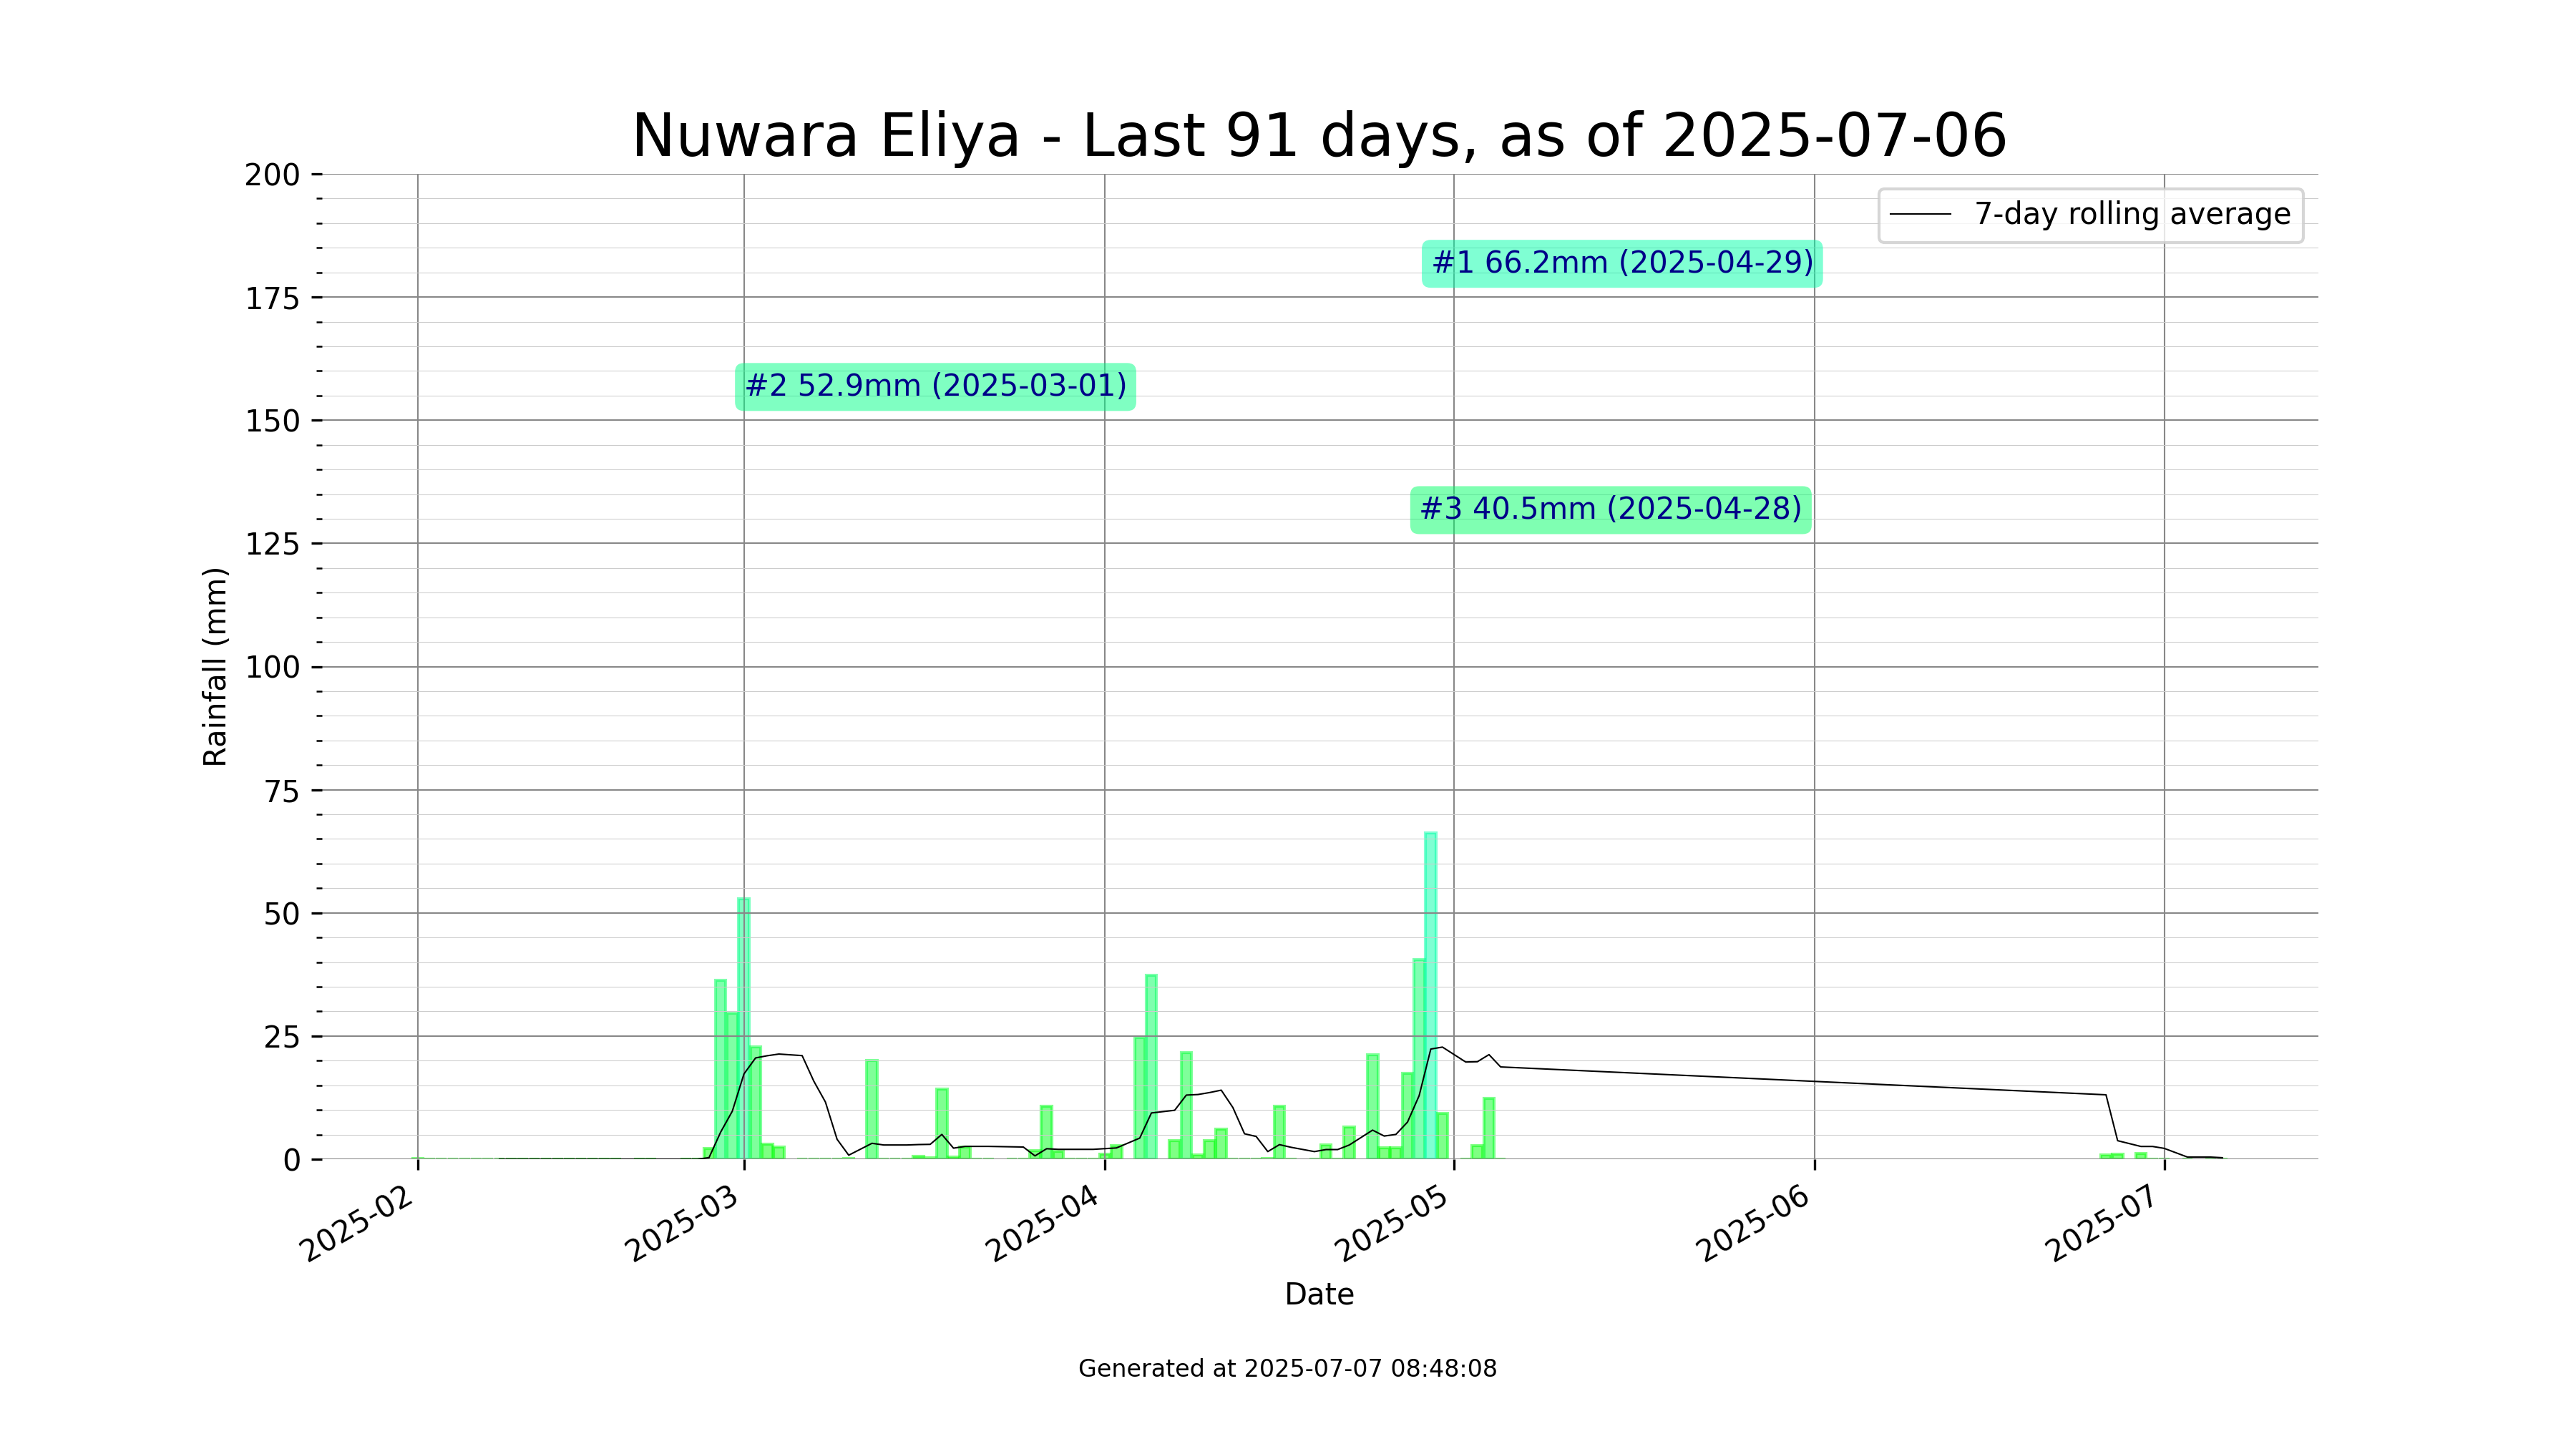 Nuwara Eliya - Last 91 days, as of 2025-07-06
7-day rolling average
#1 66.2mm (2025-04-29)
#2 52.9mm (2025-03-01)
#3 40.5mm (2025-04-28)
Rainfall (mm)
200
175
150
125
100
75
50
25
0
2025-02
2025-03
2025-04
2025-05
2025-06
2025-07
Date
Generated at 2025-07-07 08:48:08